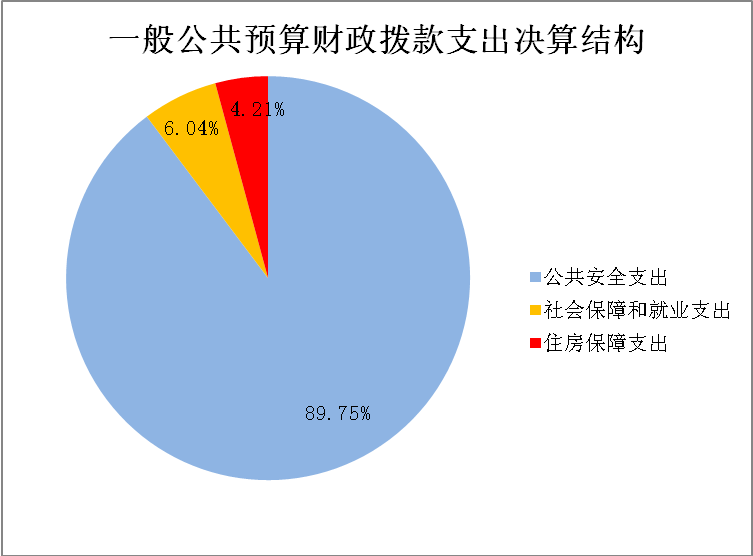 一般公共预算财政拨款支出决算结构
4.21%
6.04%
89.75%
公共安全支出
社会保障和就业支出
住房保障支出